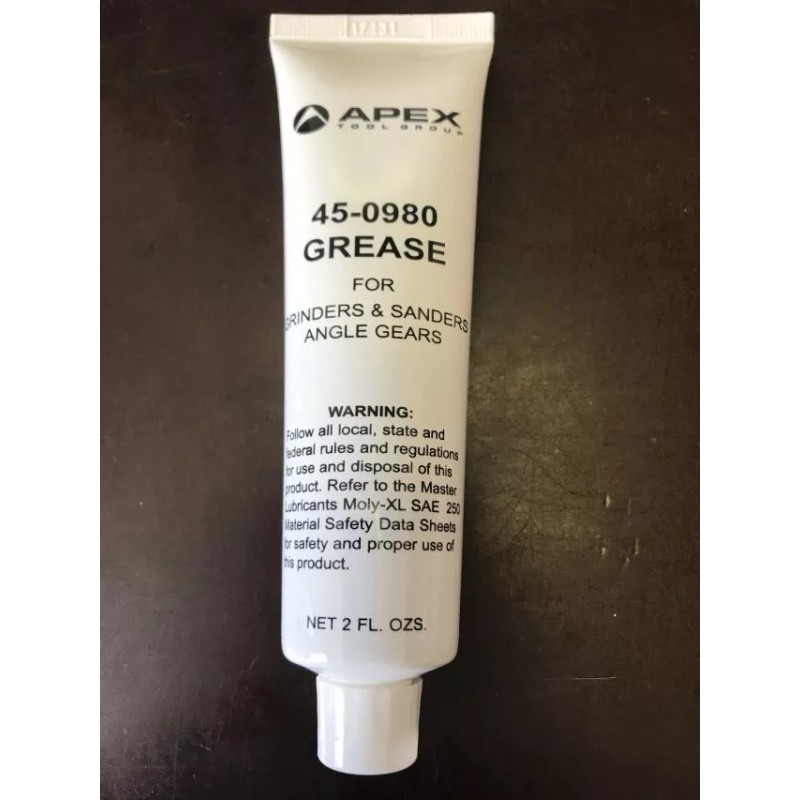 APEX
TOOL GROUP
45-0980
GREASE
FOR
GRINDERS & SANDERS
ANGLE GEARS
WARNING:
Follow all local, state and
federal rules and regulations
for use and disposal of this
product. Refer to the Master
Lubricants Moly-XL SAE 250
Material Safety Data Sheets
for safety and proper use of
this product.
NET 2 FL. OZS.